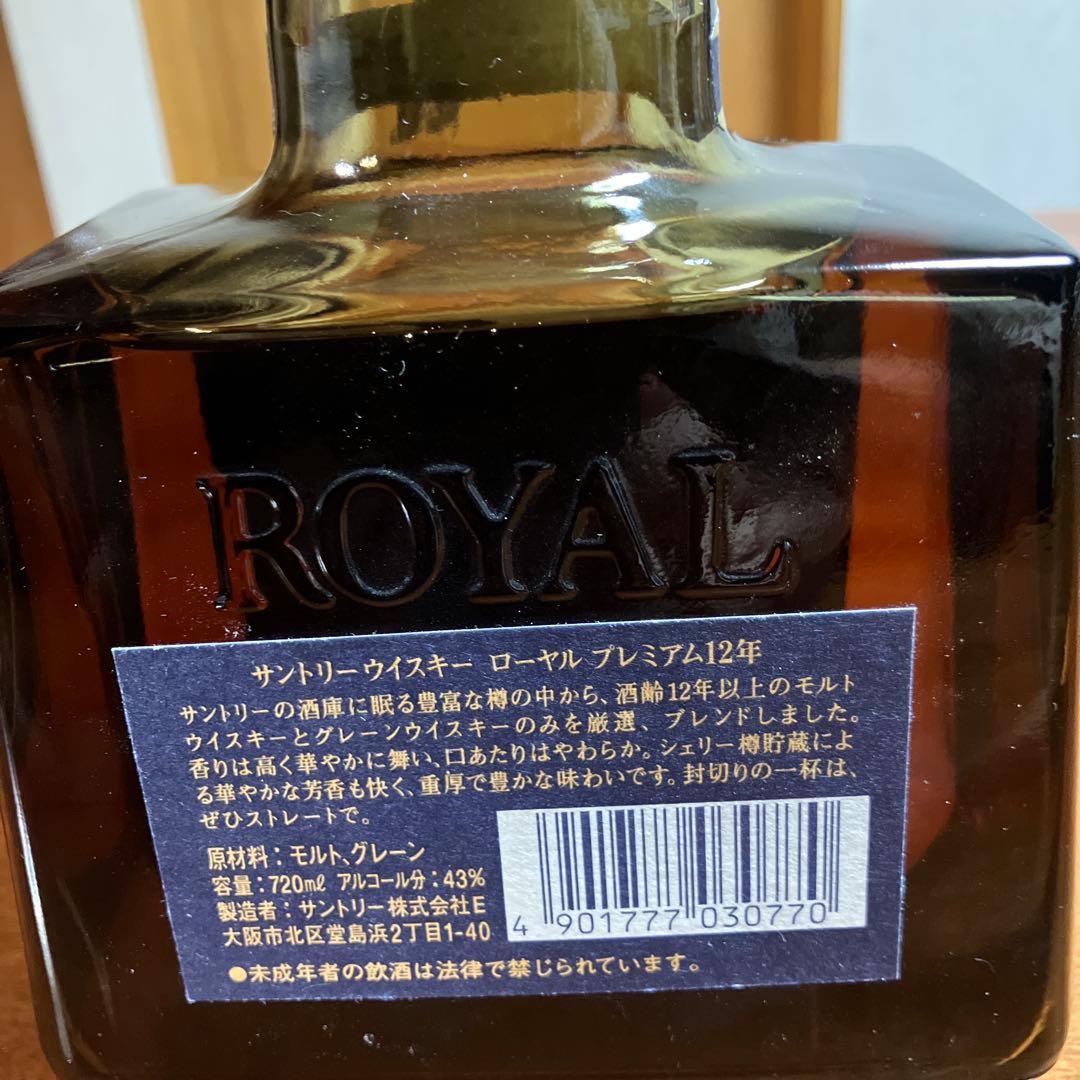 ROYAL
サントリーウイスキー ローヤル プレミアム12年
サントリーの酒庫に眠る豊富な樽の中から、酒齢12年以上のモルト
ウイスキーとグレーンウイスキーのみを厳選、ブレンドしました。
香りは高く華やかに舞い、口あたりはやわらか。シェリー樽貯蔵によ
る華やかな芳香も快く、重厚で豊かな味わいです。封切りの一杯は、
ぜひストレートで。
原材料：モルト、グレーン
容量：720㎖ アルコール分：43%
製造者：サントリー株式会社E
大阪市北区堂島浜2丁目1-40
4 901777 030770
●未成年者の飲酒は法律で禁じられています。